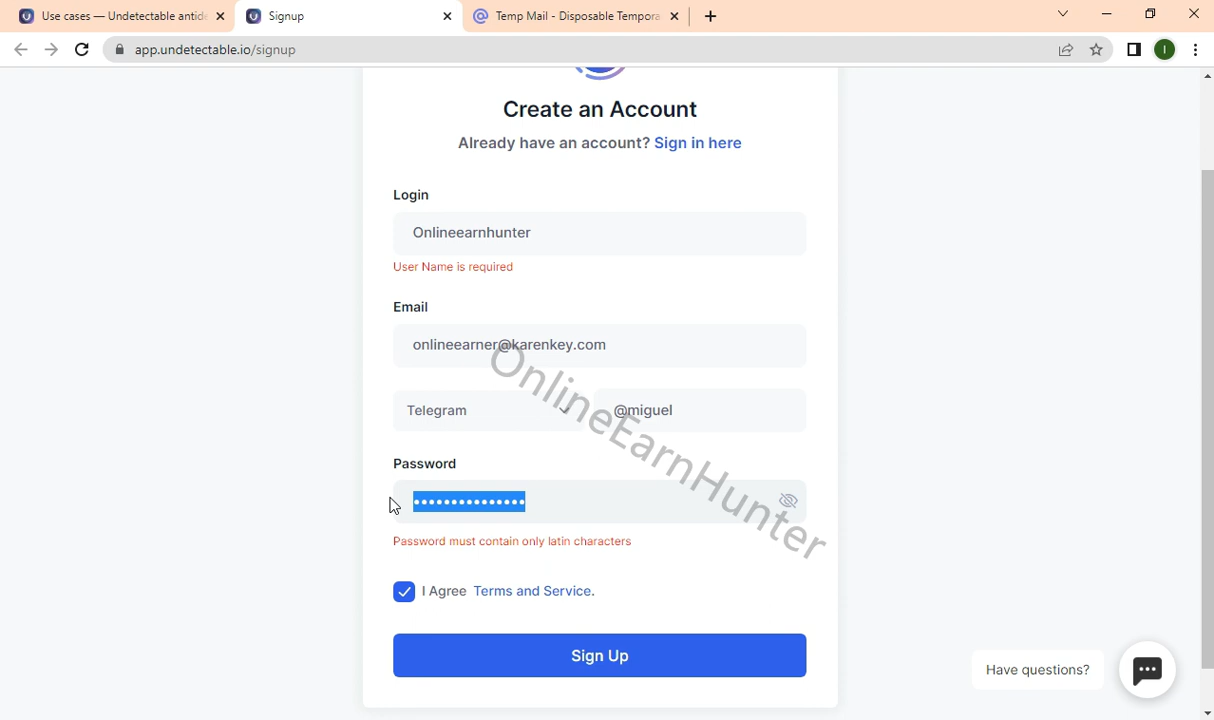 Use cases — Undetectable antide
Signup
Temp Mail - Disposable Tempora
app.undetectable.io/signup
I
Create an Account
Already have an account? Sign in here
Login
Onlineearnhunter
User Name is required
Email
onlineearner@karenkey.com
Telegram
@miguel
Password
Password must contain only latin characters
I Agree Terms and Service.
Sign Up
Have questions?
OnlineEarnHunter